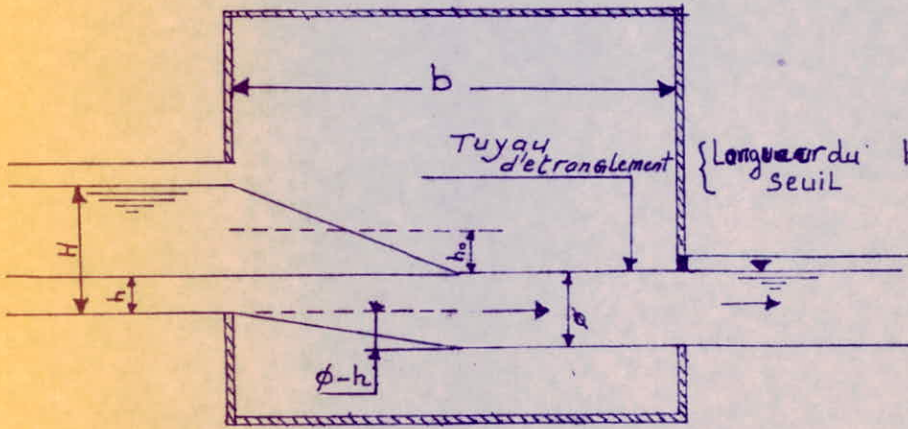 b
Tuyau
d'etranglement
{Longueur du b
seuil
H
h
h₀
ϕ
ϕ-h